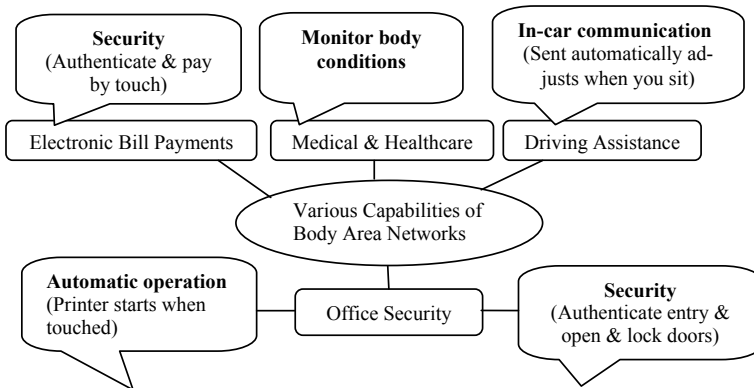 Security
(Authenticate & pay
by touch)
Monitor body
conditions
In-car communication
(Sent automatically ad-
justs when you sit)
Electronic Bill Payments
Medical & Healthcare
Driving Assistance
Various Capabilities of
Body Area Networks
Automatic operation
(Printer starts when
touched)
Office Security
Security
(Authenticate entry &
open & lock doors)